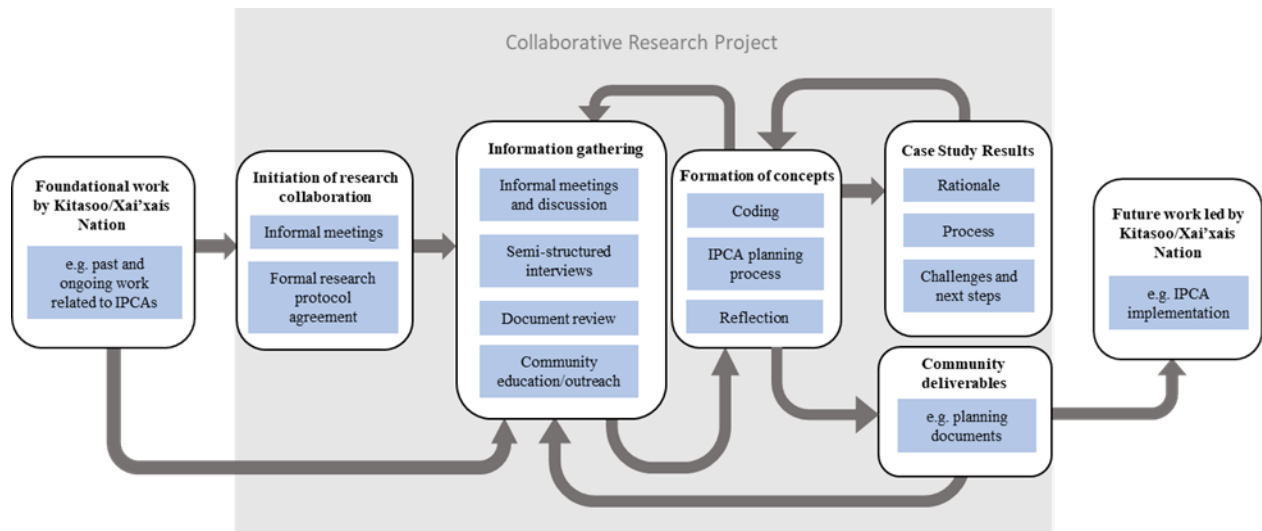 Collaborative Research Project
Foundational work
by Kitasoo/Xai'xais
Nation
e.g. past and
ongoing work
related to IPCAs
Initiation of research
collaboration
Informal meetings
Formal research
protocol
agreement
Information gathering
Informal meetings
and discussion
Semi-structured
interviews
Document review
Community
education/outreach
Formation of concepts
Coding
IPCA planning
process
Reflection
Case Study Results
Rationale
Process
Challenges and
next steps
Community
deliverables
e.g. planning
documents
Future work led by
Kitasoo/Xai'xais
Nation
e.g. IPCA
implementation